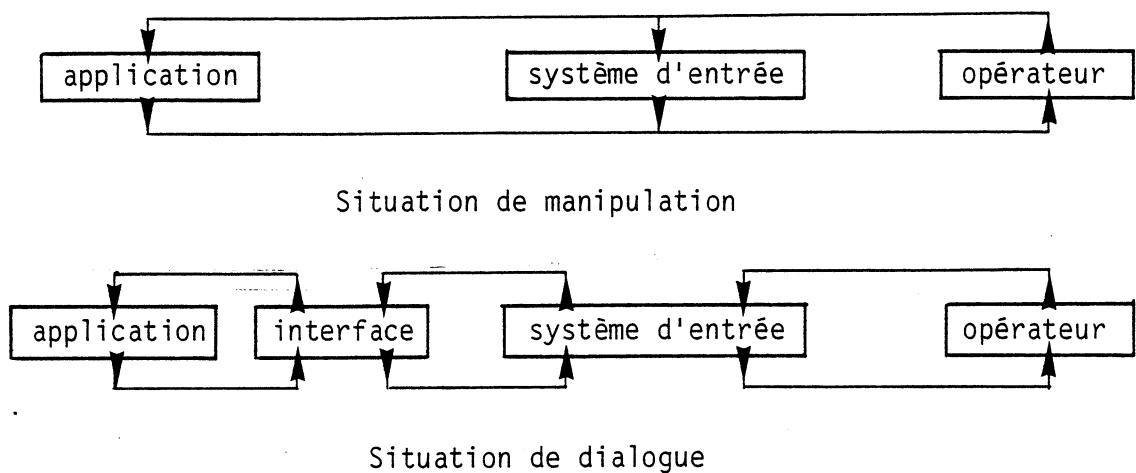 application système d'entrée opérateur
Situation de manipulation
application interface système d'entrée opérateur
Situation de dialogue